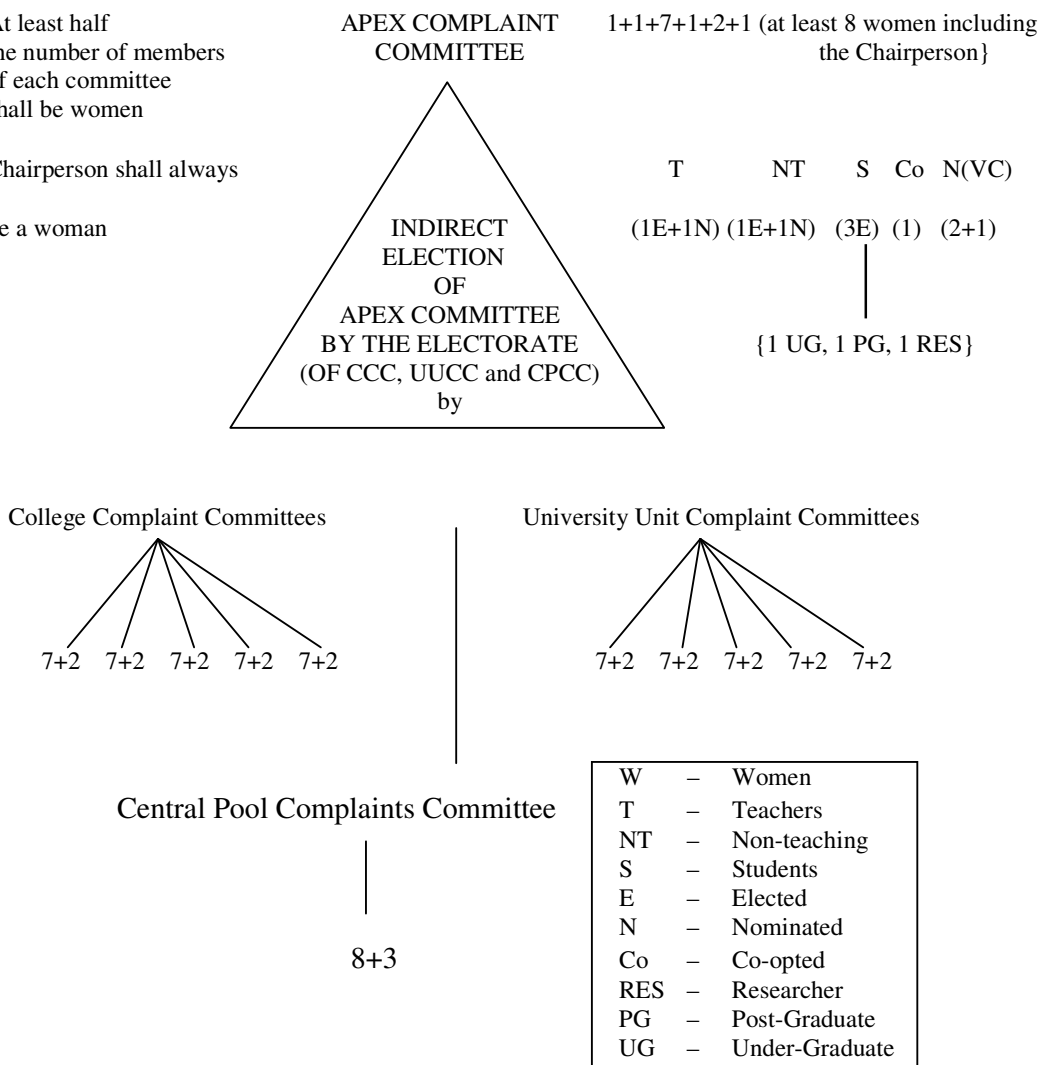 At least half
the number of members
of each committee
shall be women
Chairperson shall always
be a woman
APEX COMPLAINT
COMMITTEE
1+1+7+1+2+1 (at least 8 women including
the Chairperson}
T NT S Co N(VC)
(1E+1N) (1E+1N) (3E) (1) (2+1)
{1 UG, 1 PG, 1 RES}
INDIRECT
ELECTION
OF
APEX COMMITTEE
BY THE ELECTORATE
(OF CCC, UUCC and CPCC)
by
College Complaint Committees
7+2 7+2 7+2 7+2 7+2
University Unit Complaint Committees
7+2 7+2 7+2 7+2 7+2
Central Pool Complaints Committee
8+3
W – Women
T – Teachers
NT – Non-teaching
S – Students
E – Elected
N – Nominated
Co – Co-opted
RES – Researcher
PG – Post-Graduate
UG – Under-Graduate